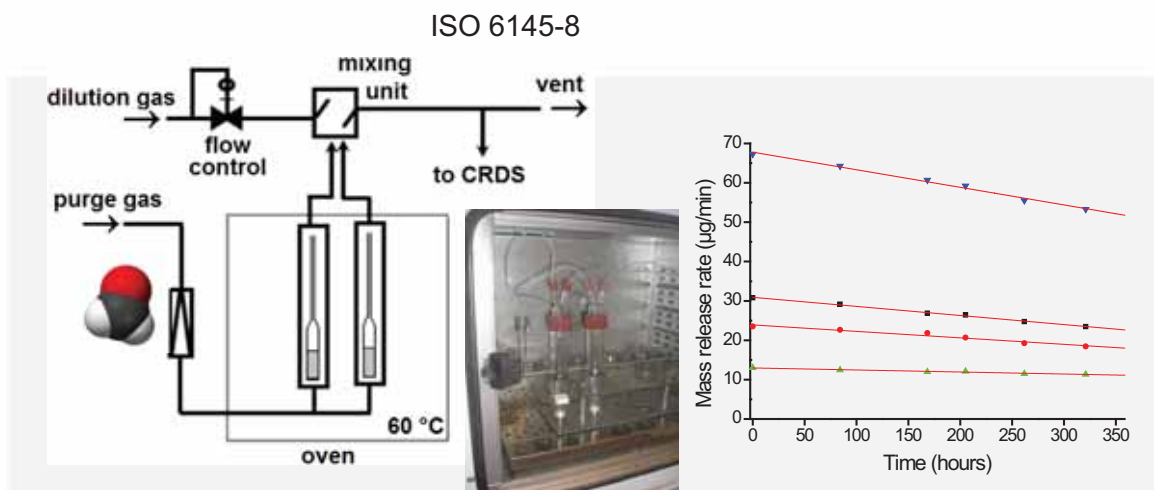 ISO 6145-8
mixing
unit
vent
dilution gas
flow
control
to CRDS
purge gas
60 °C
oven
70
60
50
40
30
20
10
0
Mass release rate (µg/min)
0 50 100 150 200 250 300 350
Time (hours)